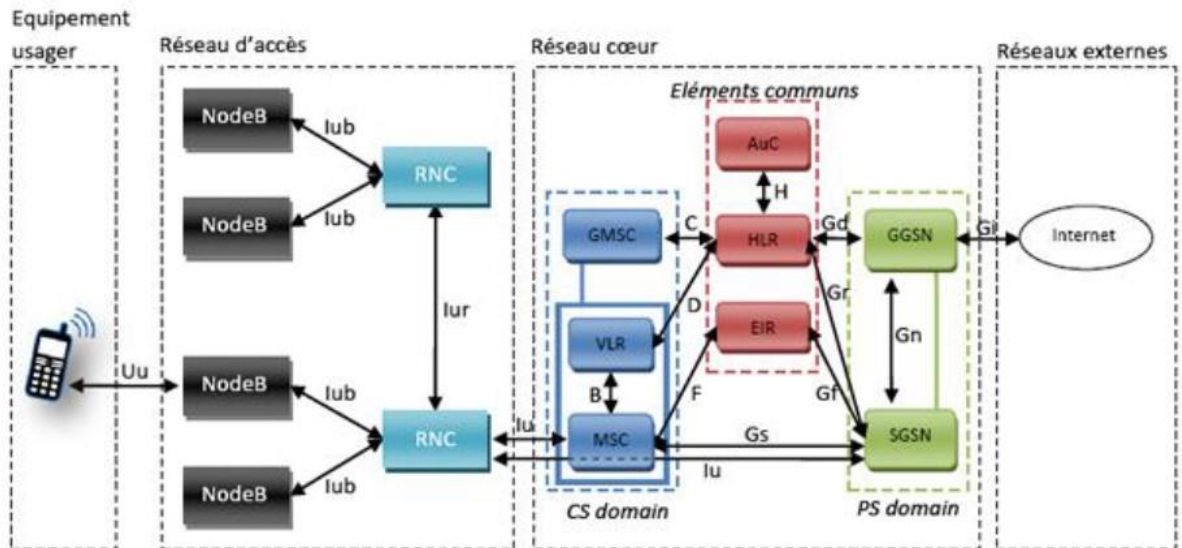 Equipement
usager
Réseau d'accès
Réseau cœur
Réseaux externes
Eléments communs
NodeB
Iub
RNC
NodeB
Iub
AuC
H
GMSC
C
HLR
Gd
GGSN
Gi
Internet
Iur
D
Gr
VLR
EIR
Gn
Uu
NodeB
Iub
B
F
Gf
RNC
Iu
MSC
Gs
SGSN
NodeB
Iub
Iu
CS domain
PS domain